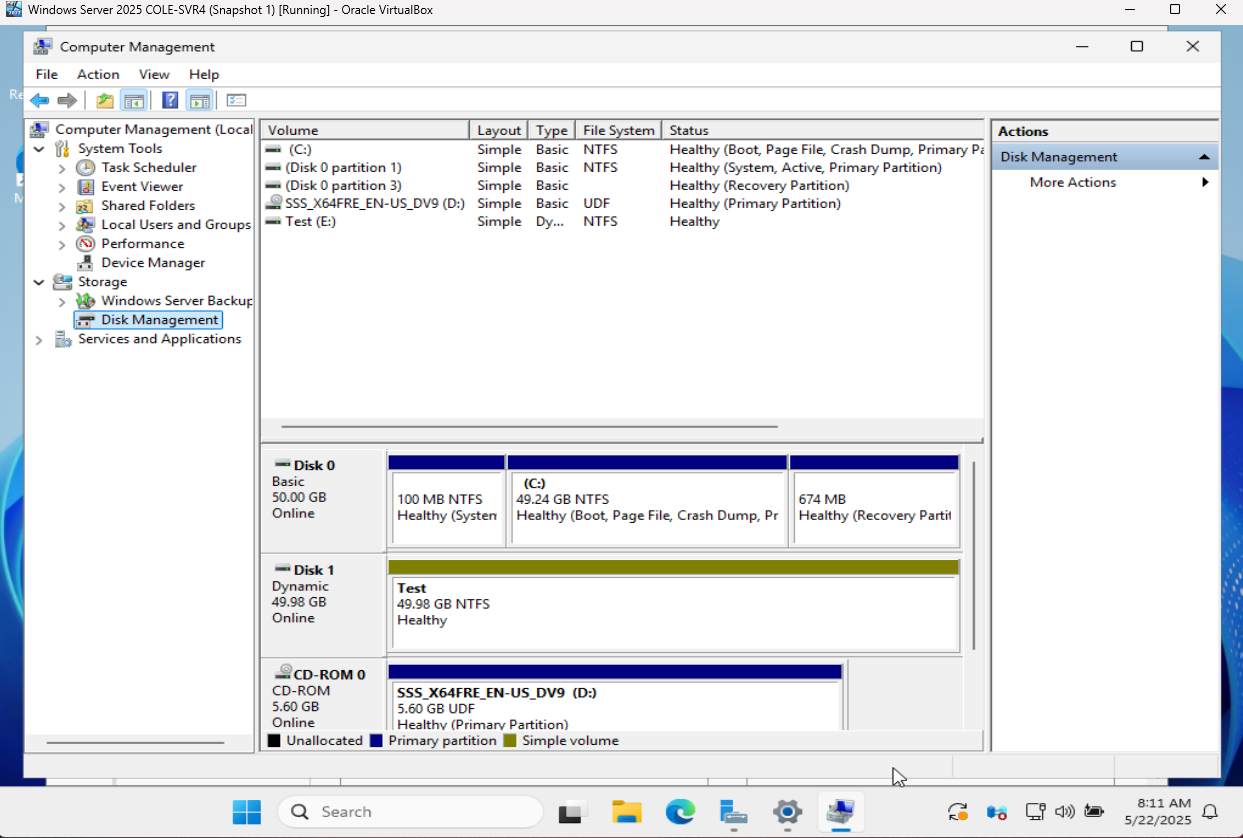 Windows Server 2025 COLE-SVR4 (Snapshot 1) [Running] - Oracle VirtualBox
Computer Management
File Action View Help
Computer Management (Local
System Tools
Task Scheduler
Event Viewer
Shared Folders
Local Users and Groups
Performance
Device Manager
Storage
Windows Server Backup
Disk Management
Services and Applications
Volume Layout Type File System Status
(C:) Simple Basic NTFS Healthy (Boot, Page File, Crash Dump, Primary Pa
(Disk 0 partition 1) Simple Basic NTFS Healthy (System, Active, Primary Partition)
(Disk 0 partition 3) Simple Basic Healthy (Recovery Partition)
SSS_X64FRE_EN-US_DV9 (D:) Simple Basic UDF Healthy (Primary Partition)
Test (E:) Simple Dy... NTFS Healthy
Disk 0
Basic
50.00 GB
Online
100 MB NTFS
Healthy (System
(C:)
49.24 GB NTFS
Healthy (Boot, Page File, Crash Dump, Pr
674 MB
Healthy (Recovery Partit
Disk 1
Dynamic
49.98 GB
Online
Test
49.98 GB NTFS
Healthy
CD-ROM 0
CD-ROM
5.60 GB
Online
SSS_X64FRE_EN-US_DV9 (D:)
5.60 GB UDF
Healthy (Primary Partition)
Unallocated Primary partition Simple volume
Actions
Disk Management
More Actions
Re
M
Search
8:11 AM
5/22/2025